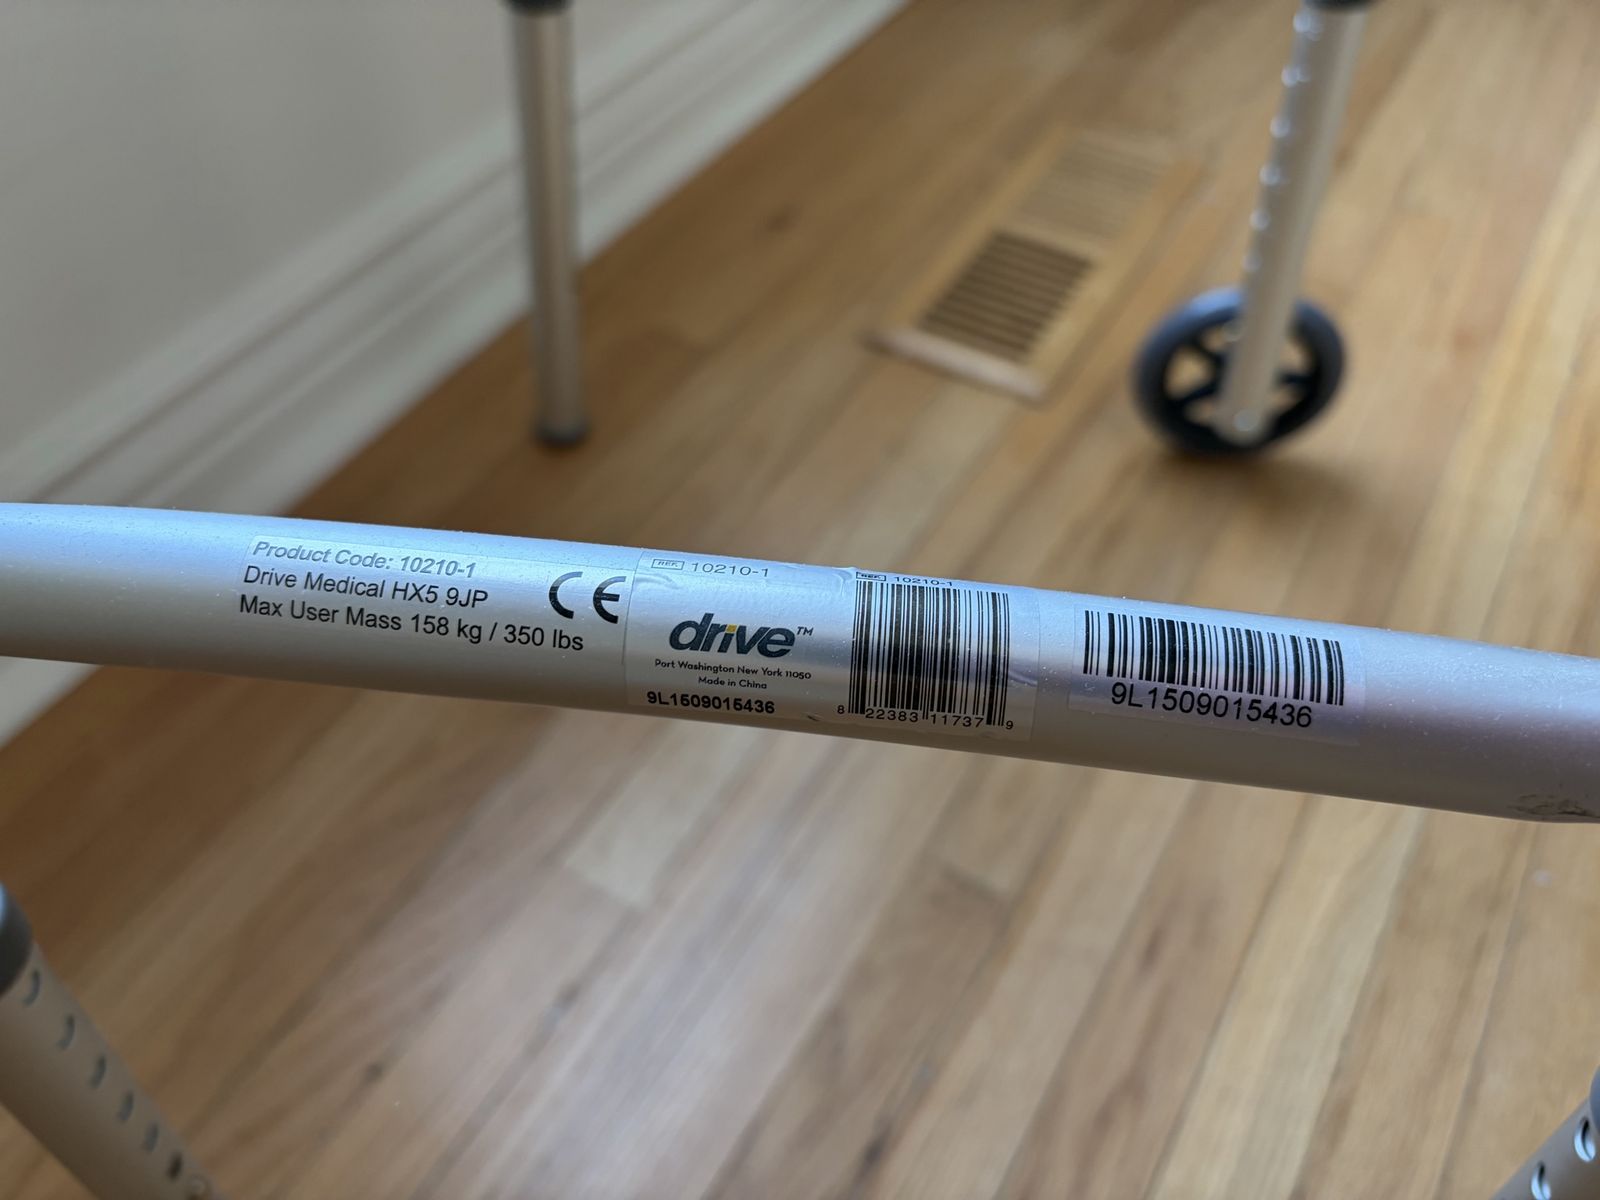 Product Code: 10210-1
Drive Medical HX5 9JP
Max User Mass 158 kg / 350 lbs
CE
REF 10210-1
drive™
Port Washington New York 11050
Made in China
9L1509015436
REF 10210-1
8 22383 11737 9
9L1509015436